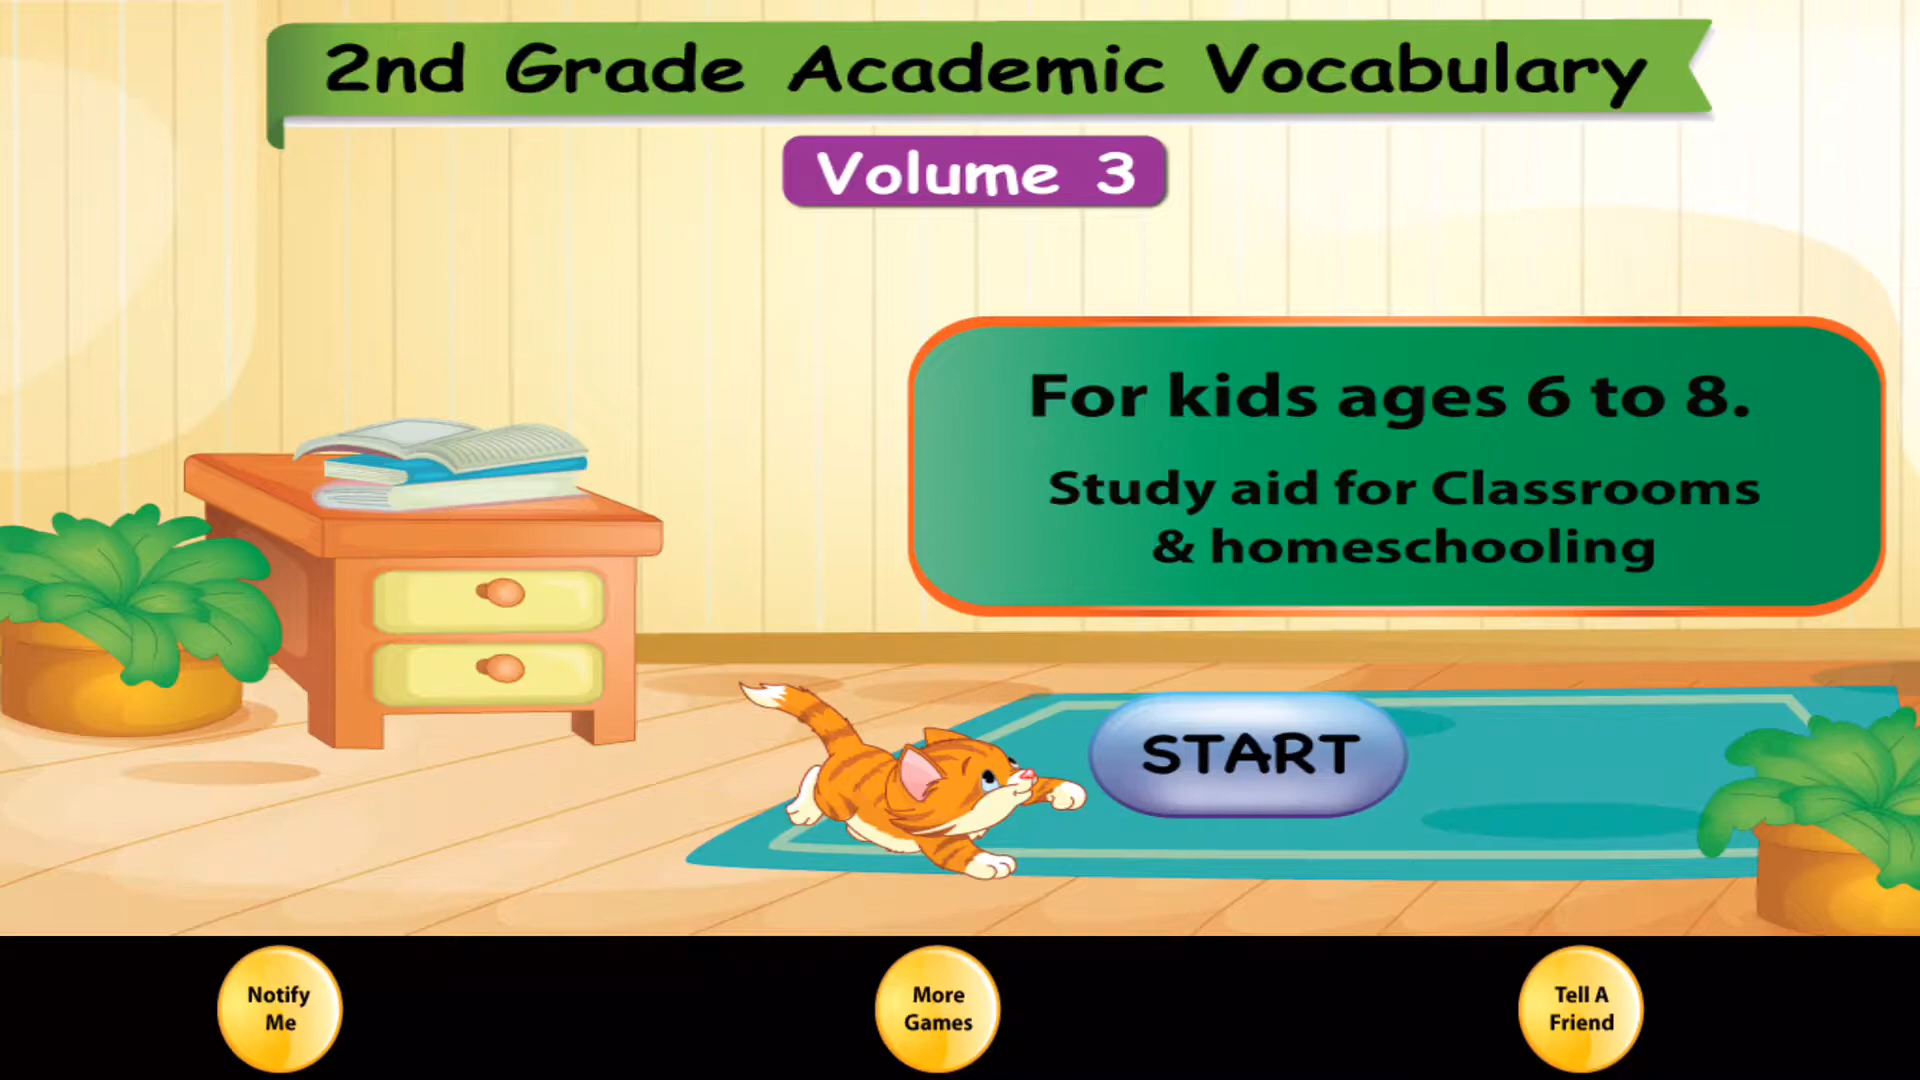 2nd Grade Academic Vocabulary
Volume 3
For kids ages 6 to 8.
Study aid for Classrooms
& homeschooling
START
Notify
Me
More
Games
Tell A
Friend